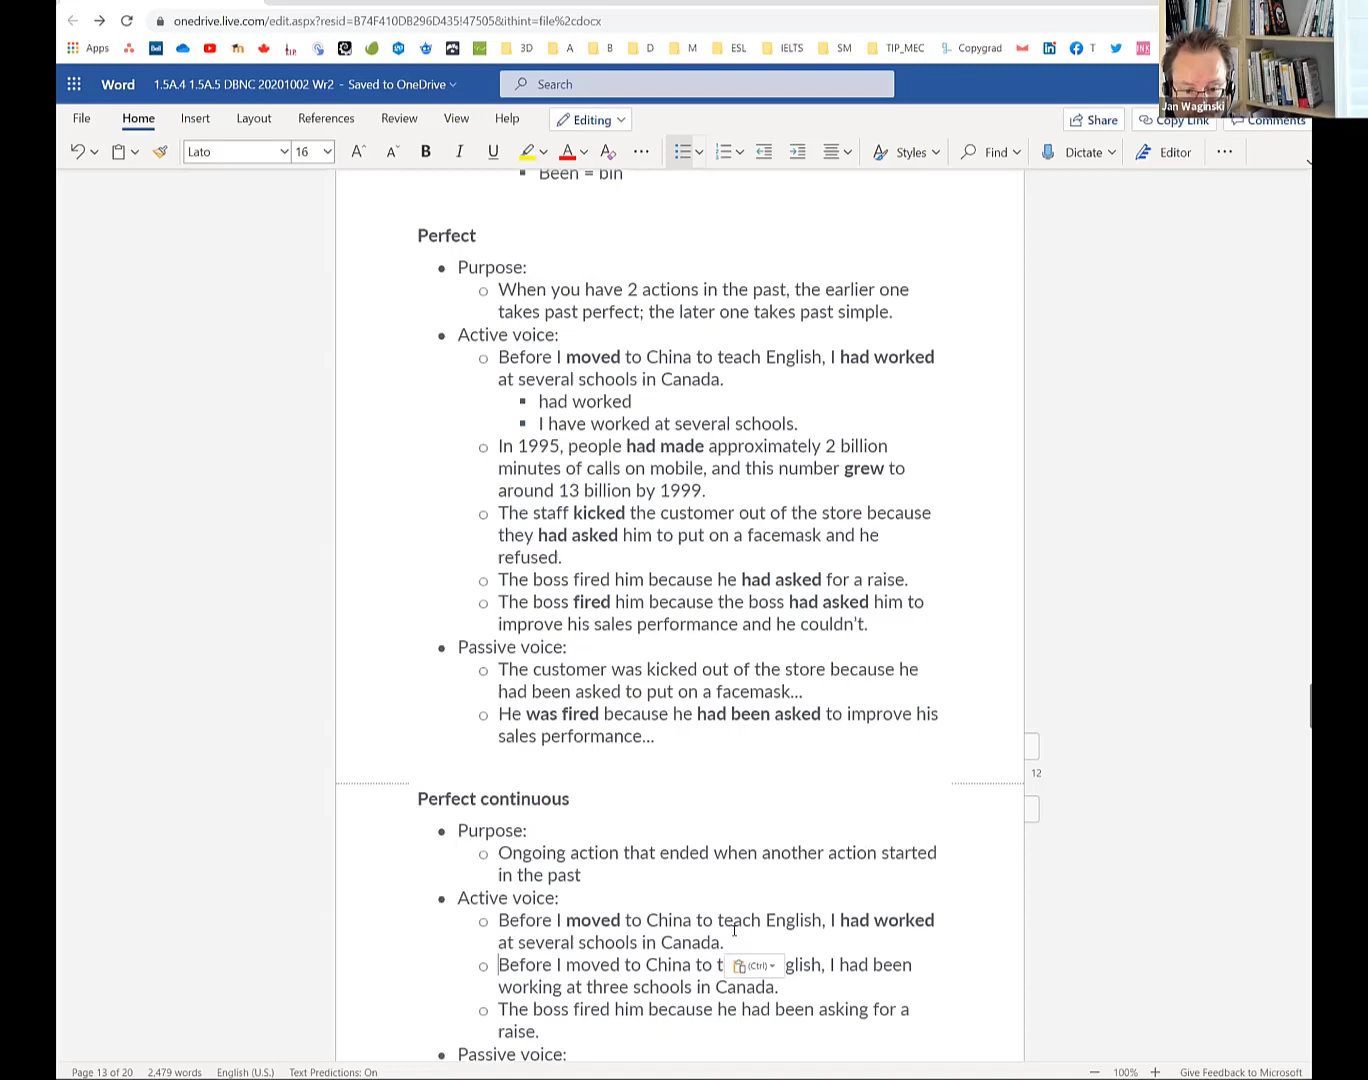 onedrive.live.com/edit.aspx?resid=B74F410DB296D435!47505&ithint=file%2cdocx
Apps 3D A B D M ESL IELTS SM TIP_MEC Copygrad T
Word 1.5A.4 1.5A.5 DBNC 20201002 Wr2 - Saved to OneDrive Search
Jan Waginski
File Home Insert Layout References Review View Help Editing Share Copy Link Comments
Lato 16 A A B I U A A Styles Find Dictate Editor
Been = bin
Perfect
Purpose:
When you have 2 actions in the past, the earlier one
takes past perfect; the later one takes past simple.
Active voice:
Before I moved to China to teach English, I had worked
at several schools in Canada.
had worked
I have worked at several schools.
In 1995, people had made approximately 2 billion
minutes of calls on mobile, and this number grew to
around 13 billion by 1999.
The staff kicked the customer out of the store because
they had asked him to put on a facemask and he
refused.
The boss fired him because he had asked for a raise.
The boss fired him because the boss had asked him to
improve his sales performance and he couldn't.
Passive voice:
The customer was kicked out of the store because he
had been asked to put on a facemask...
He was fired because he had been asked to improve his
sales performance...
12
Perfect continuous
Purpose:
Ongoing action that ended when another action started
in the past
Active voice:
Before I moved to China to teach English, I had worked
at several schools in Canada.
Before I moved to China to t (Ctrl) glish, I had been
working at three schools in Canada.
The boss fired him because he had been asking for a
raise.
Passive voice:
Page 13 of 20 2,479 words English (U.S.) Text Predictions: On — 100% + Give Feedback to Microsoft